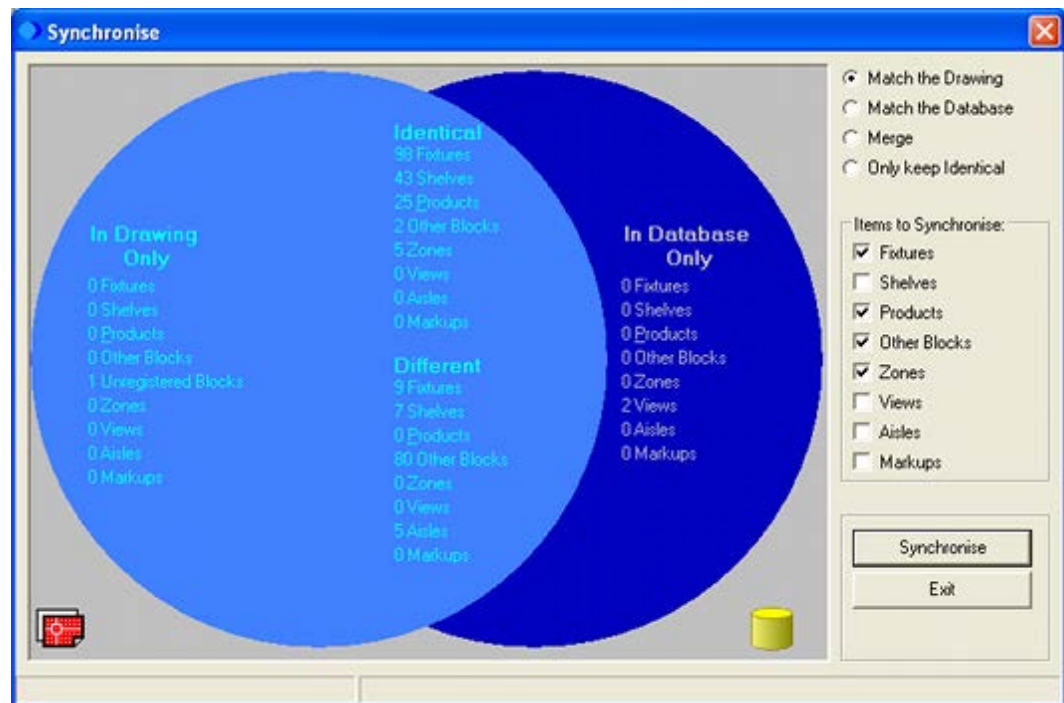 Synchronise
In Drawing
Only
0 Fixtures
0 Shelves
0 Products
0 Other Blocks
1 Unregistered Blocks
0 Zones
0 Views
0 Aisles
0 Markups
Identical
98 Fixtures
43 Shelves
25 Products
2 Other Blocks
5 Zones
0 Views
0 Aisles
0 Markups
Different
9 Fixtures
7 Shelves
0 Products
80 Other Blocks
0 Zones
0 Views
5 Aisles
0 Markups
In Database
Only
0 Fixtures
0 Shelves
0 Products
0 Other Blocks
0 Zones
2 Views
0 Aisles
0 Markups
Match the Drawing
Match the Database
Merge
Only keep Identical
Items to Synchronise:
Fixtures
Shelves
Products
Other Blocks
Zones
Views
Aisles
Markups
Synchronise
Exit